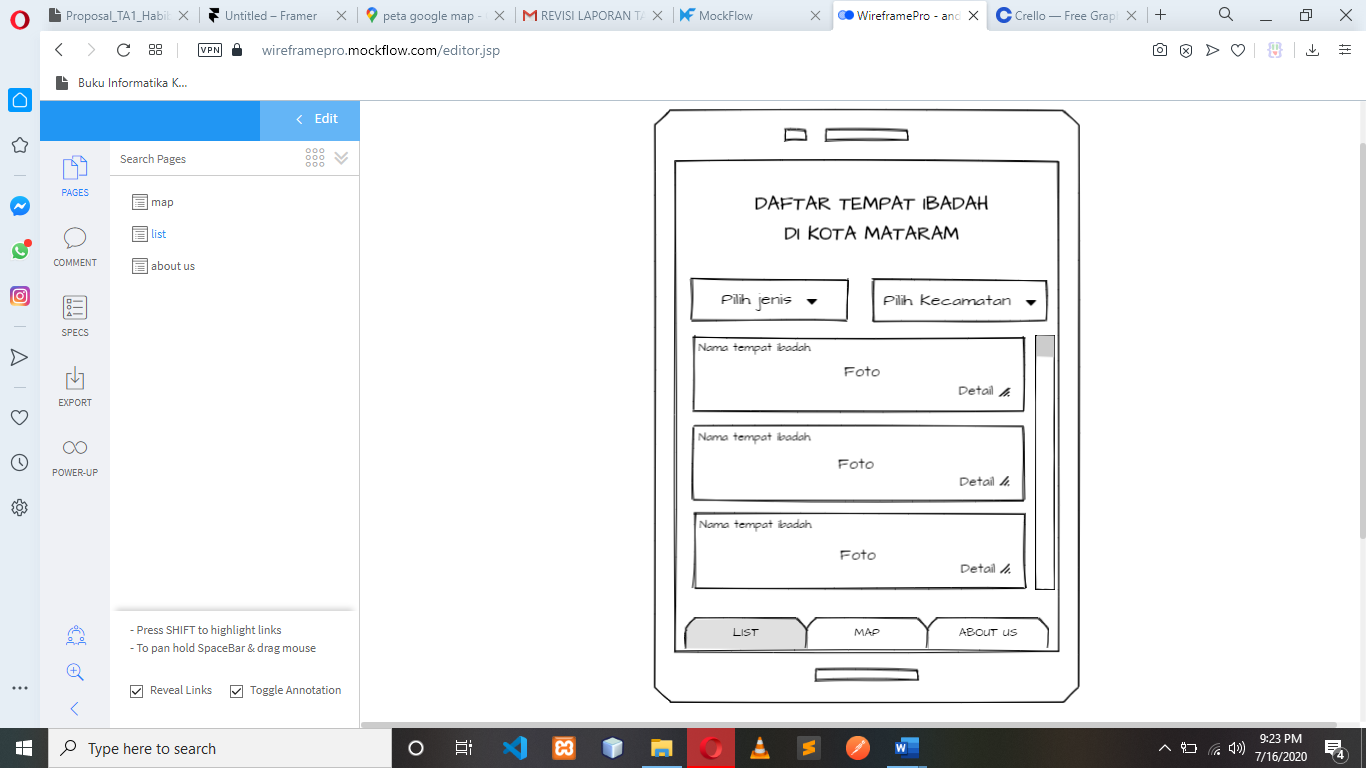 Proposal_TA1_Habib
Untitled – Framer
peta google map -
REVISI LAPORAN TA
MockFlow
WireframePro - and
Crello — Free Grap
VPN
wireframepro.mockflow.com/editor.jsp
Buku Informatika K...
Edit
Search Pages
PAGES
map
list
about us
COMMENT
SPECS
EXPORT
POWER-UP
- Press SHIFT to highlight links
- To pan hold SpaceBar & drag mouse
Reveal Links
Toggle Annotation
DAFTAR TEMPAT IBADAH
DI KOTA MATARAM
Pilih jenis
Pilih Kecamatan
Nama tempat ibadah
Foto
Detail
Nama tempat ibadah
Foto
Detail
Nama tempat ibadah
Foto
Detail
LIST
MAP
ABOUT US
Type here to search
9:23 PM
7/16/2020
4